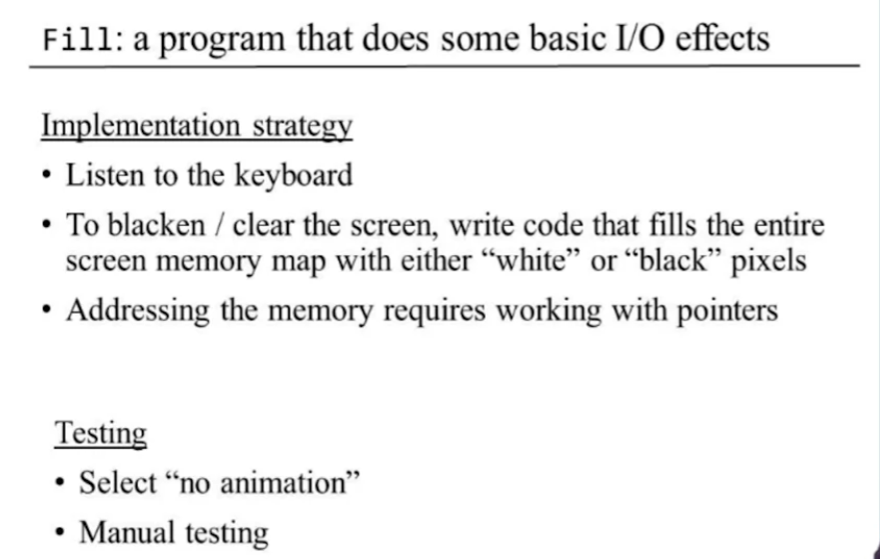 Fill: a program that does some basic I/O effects
Implementation strategy
• Listen to the keyboard
• To blacken / clear the screen, write code that fills the entire
screen memory map with either “white” or “black” pixels
• Addressing the memory requires working with pointers
Testing
• Select “no animation”
• Manual testing